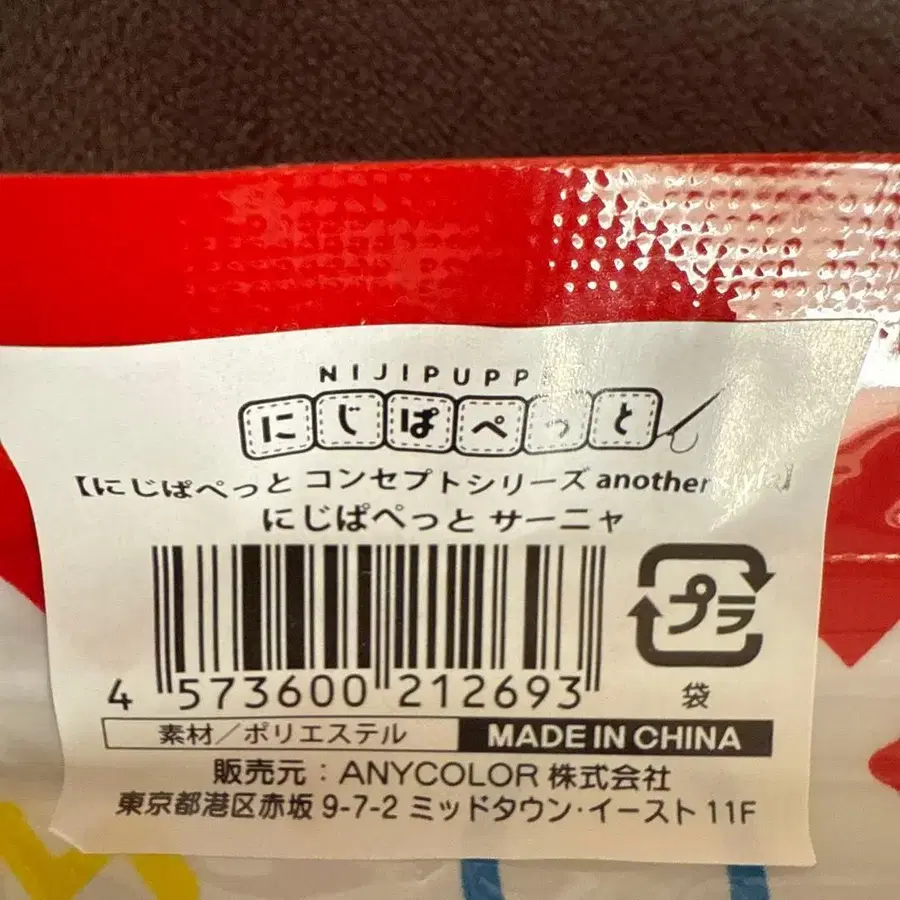 NIJIPUPP
にじぱぺっと
【にじぱぺっと コンセプトシリーズ another
にじぱぺっと サーニャ
プラ
袋
4 573600 212693
素材/ポリエステル MADE IN CHINA
販売元：ANYCOLOR 株式会社
東京都港区赤坂 9-7-2 ミッドタウン・イースト 11F